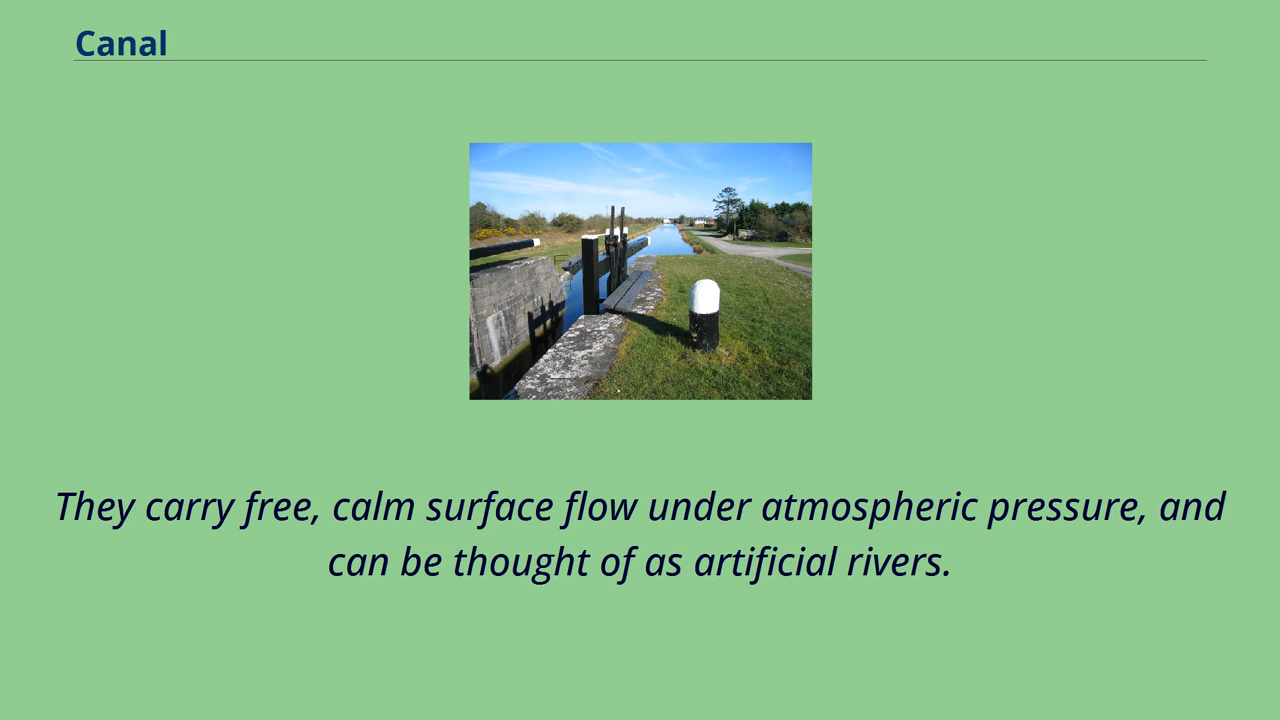 Canal
They carry free, calm surface flow under atmospheric pressure, and
can be thought of as artificial rivers.